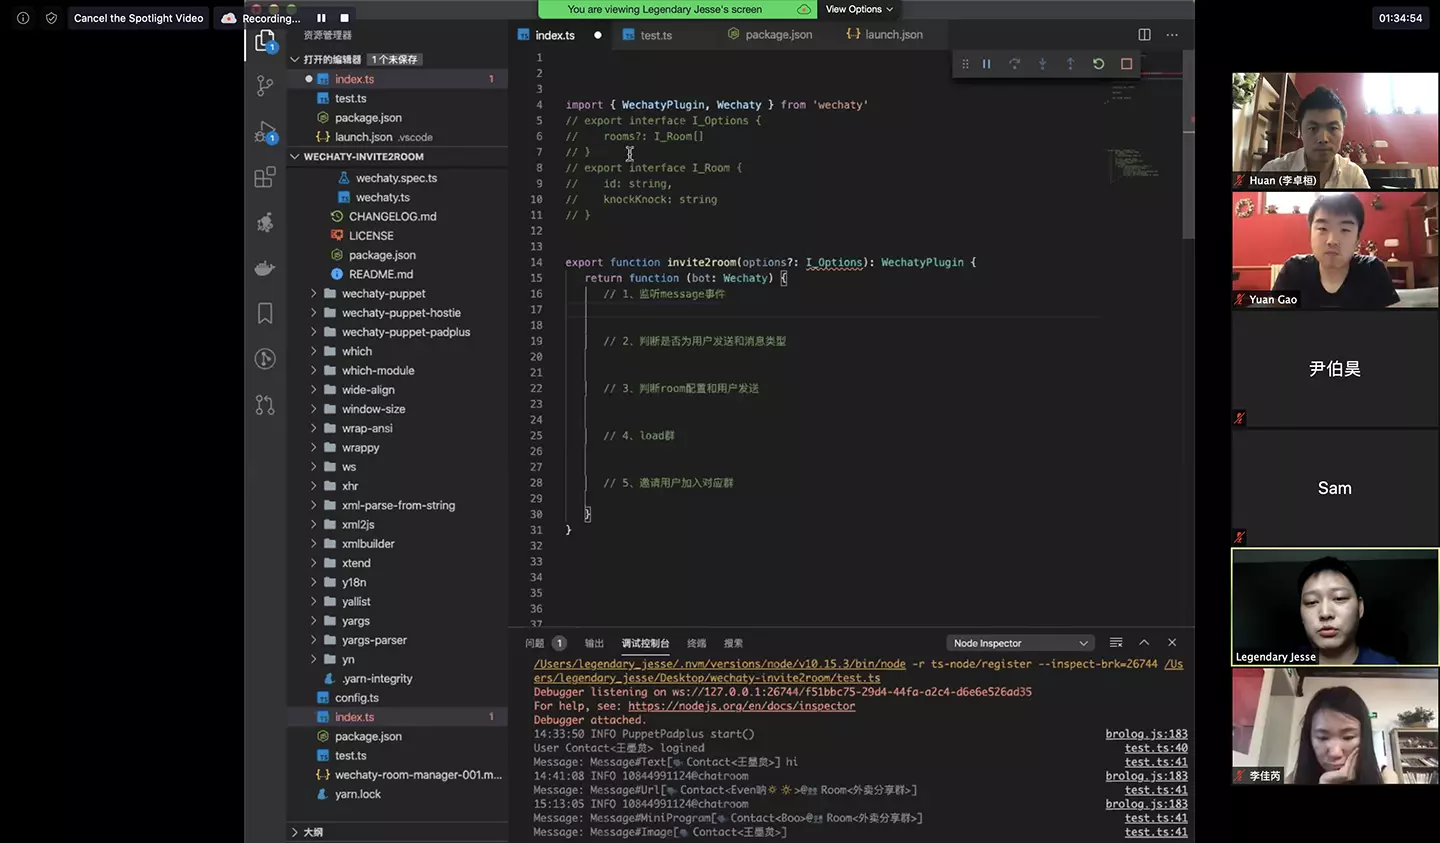 Cancel the Spotlight Video
Recording...
You are viewing Legendary Jesse's screen
View Options
01:34:54
资源管理器
打开的编辑器 1个未保存
index.ts 1
test.ts
package.json
launch.json .vscode
WECHATY-INVITE2ROOM
wechaty.spec.ts
wechaty.ts
CHANGELOG.md
LICENSE
package.json
README.md
wechaty-puppet
wechaty-puppet-hostie
wechaty-puppet-padplus
which
which-module
wide-align
window-size
wrap-ansi
wrappy
ws
xhr
xml-parse-from-string
xml2js
xmlbuilder
xtend
y18n
yallist
yargs
yargs-parser
yn
.yarn-integrity
config.ts
index.ts 1
package.json
test.ts
wechaty-room-manager-001.m...
yarn.lock
大纲
index.ts
test.ts
package.json
launch.json
1
2
3
4 import { WechatyPlugin, Wechaty } from 'wechaty'
5 // export interface I_Options {
6 // rooms?: I_Room[]
7 // }
8 // export interface I_Room {
9 // id: string,
10 // knockKnock: string
11 // }
12
13
14 export function invite2room(options?: I_Options): WechatyPlugin {
15 return function (bot: Wechaty) {
16 // 1、监听message事件
17
18
19 // 2、判断是否为用户发送和消息类型
20
21
22 // 3、判断room配置和用户发送
23
24
25 // 4、load群
26
27
28 // 5、邀请用户加入对应群
29
30 }
31 }
32
33
34
35
36
37
问题 1 输出 调试控制台 终端 搜索
Node Inspector
/Users/legendary_jesse/.nvm/versions/node/v10.15.3/bin/node -r ts-node/register --inspect-brk=26744 /Us
ers/legendary_jesse/Desktop/wechaty-invite2room/test.ts
Debugger listening on ws://127.0.0.1:26744/f51bbc75-29d4-44fa-a2c4-d6e6e526ad35
For help, see: https://nodejs.org/en/docs/inspector
Debugger attached.
14:33:50 INFO PuppetPadplus start() brolog.js:183
User Contact<王墨贠> logined test.ts:40
Message: Message#Text[Contact<王墨贠>] hi test.ts:41
14:41:08 INFO 10844991124@chatroom brolog.js:183
Message: Message#Url[Contact<Even呐🔅🔅>@Room<外卖分享群>] test.ts:41
15:13:05 INFO 10844991124@chatroom brolog.js:183
Message: Message#MiniProgram[Contact<Boo>@Room<外卖分享群>] test.ts:41
Message: Message#Image[Contact<王墨贠>] test.ts:41
Huan (李卓桓)
Yuan Gao
尹伯昊
Sam
Legendary Jesse
李佳芮